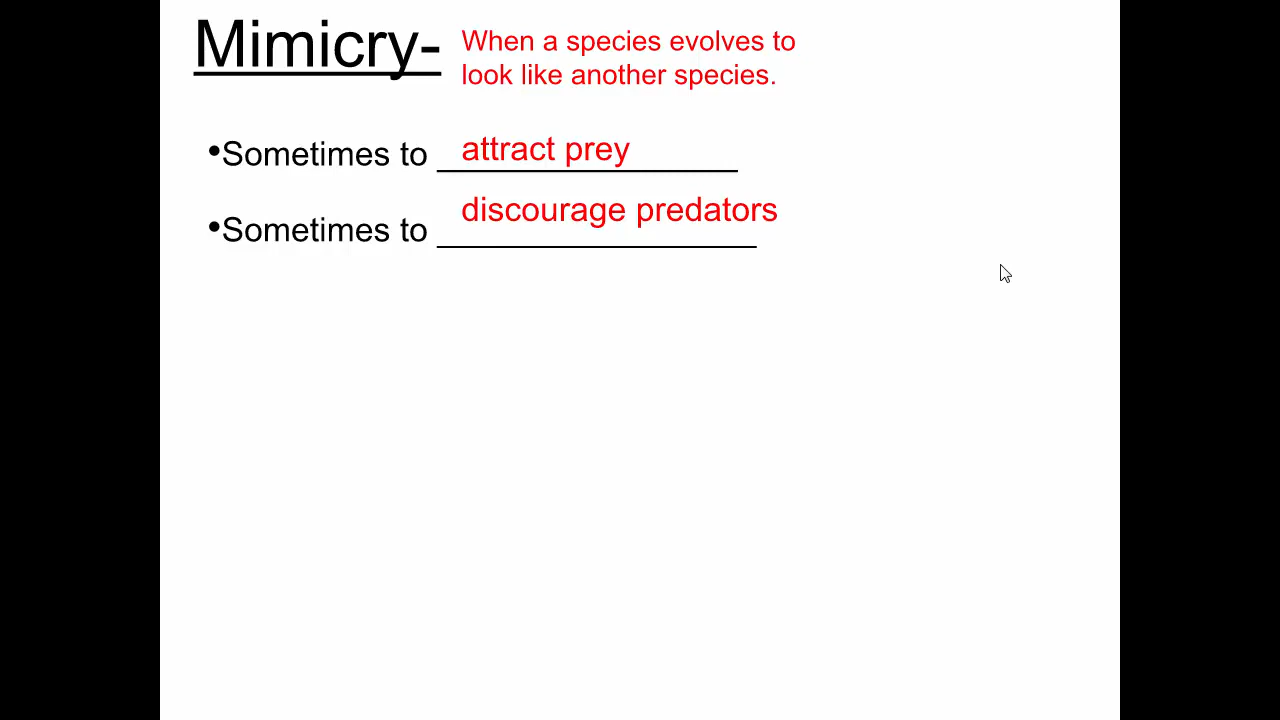 Mimicry- When a species evolves to
look like another species.
•Sometimes to attract prey
•Sometimes to discourage predators